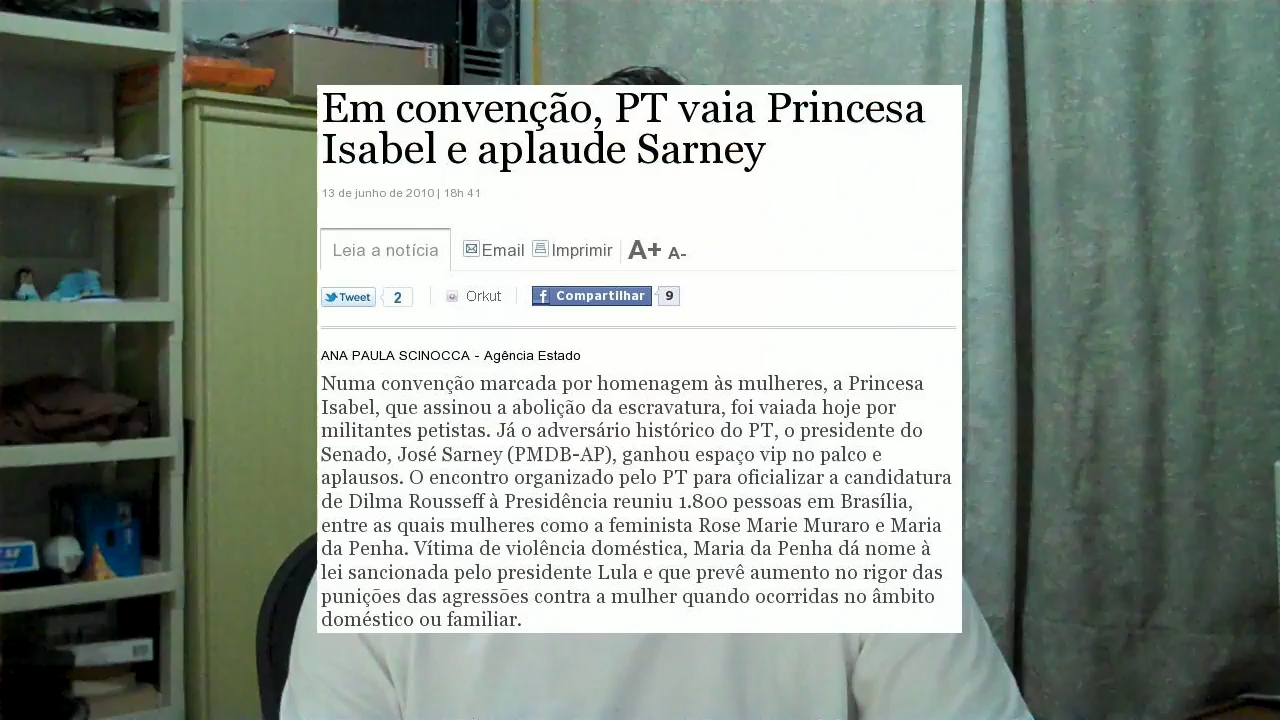 Em convenção, PT vaia Princesa
Isabel e aplaude Sarney
13 de junho de 2010 | 18h 41
Leia a notícia Email Imprimir A+ A-
Tweet 2 Orkut f Compartilhar 9
ANA PAULA SCINOCCA - Agência Estado
Numa convenção marcada por homenagem às mulheres, a Princesa
Isabel, que assinou a abolição da escravatura, foi vaiada hoje por
militantes petistas. Já o adversário histórico do PT, o presidente do
Senado, José Sarney (PMDB-AP), ganhou espaço vip no palco e
aplausos. O encontro organizado pelo PT para oficializar a candidatura
de Dilma Rousseff à Presidência reuniu 1.800 pessoas em Brasília,
entre as quais mulheres como a feminista Rose Marie Muraro e Maria
da Penha. Vítima de violência doméstica, Maria da Penha dá nome à
lei sancionada pelo presidente Lula e que prevê aumento no rigor das
punições das agressões contra a mulher quando ocorridas no âmbito
doméstico ou familiar.